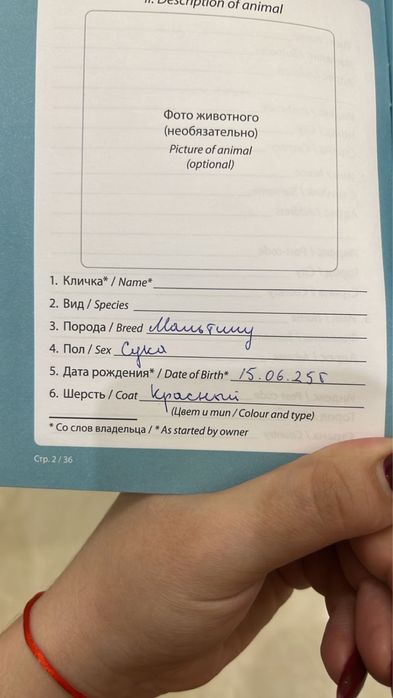 II. Description of animal
Фото животного
(необязательно)
Picture of animal
(optional)
1. Кличка* / Name*
2. Вид / Species
3. Порода / Breed Мальтипу
4. Пол / Sex Сука
5. Дата рождения* / Date of Birth* 15.06.25г
6. Шерсть / Coat Красный
(Цвет и тип / Colour and type)
* Со слов владельца / * As started by owner
Стр. 2 / 36